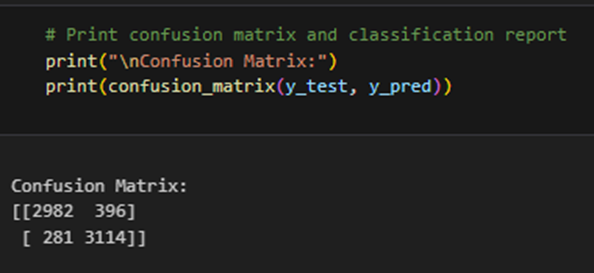 # Print confusion matrix and classification report
print("\nConfusion Matrix:")
print(confusion_matrix(y_test, y_pred))
Confusion Matrix:
[[2982  396]
 [ 281 3114]]